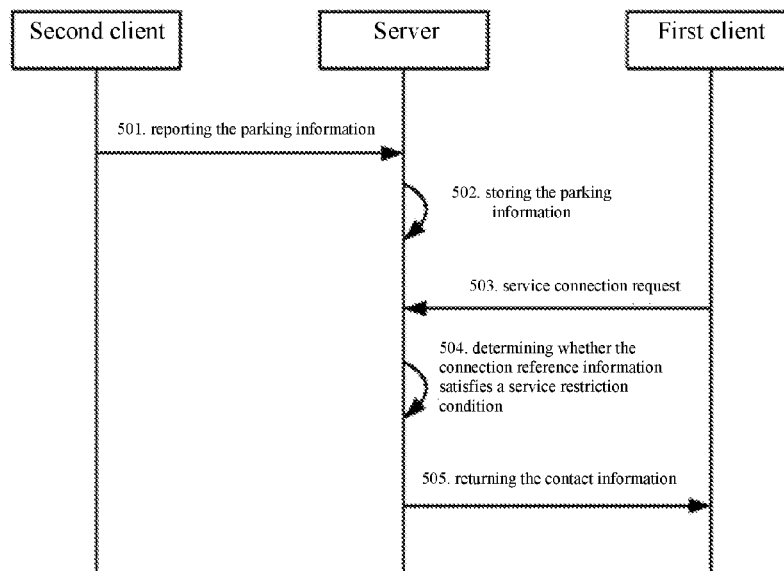 Second client
Server
First client
501. reporting the parking information
502. storing the parking
information
503. service connection request
504. determining whether the
connection reference information
satisfies a service restriction
condition
505. returning the contact information